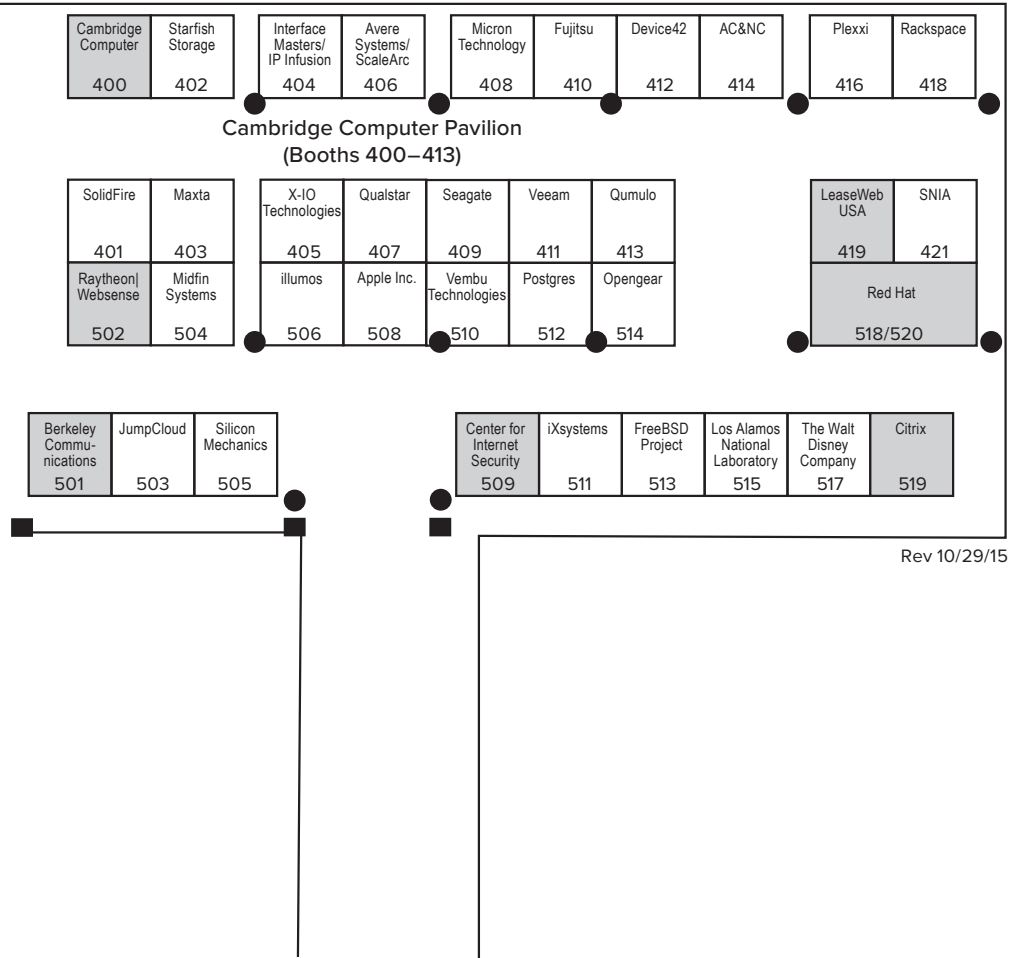 Cambridge
Computer
400
Starfish
Storage
402
Interface
Masters/
IP Infusion
404
Avere
Systems/
ScaleArc
406
Micron
Technology
408
Fujitsu
410
Device42
412
AC&NC
414
Plexxi
416
Rackspace
418
Cambridge Computer Pavilion
(Booths 400–413)
SolidFire
401
Maxta
403
X-IO
Technologies
405
Qualstar
407
Seagate
409
Veeam
411
Qumulo
413
LeaseWeb
USA
419
SNIA
421
Raytheon|
Websense
502
Midfin
Systems
504
illumos
506
Apple Inc.
508
Vembu
Technologies
510
Postgres
512
Opengear
514
Red Hat
518/520
Berkeley
Commu-
nications
501
JumpCloud
503
Silicon
Mechanics
505
Center for
Internet
Security
509
iXsystems
511
FreeBSD
Project
513
Los Alamos
National
Laboratory
515
The Walt
Disney
Company
517
Citrix
519
Rev 10/29/15